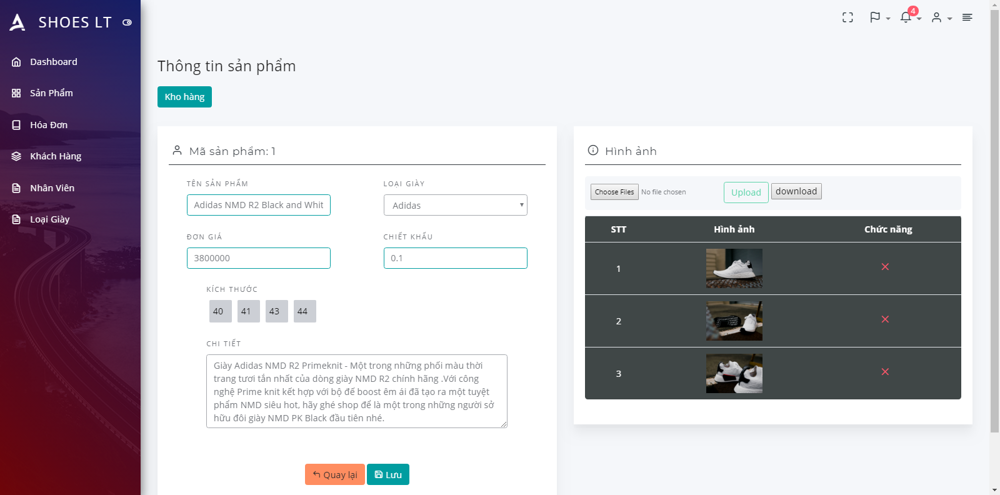 SHOES LT
4
Dashboard
Sản Phẩm
Hóa Đơn
Khách Hàng
Nhân Viên
Loại Giày
Thông tin sản phẩm
Kho hàng
Mã sản phẩm: 1
TÊN SẢN PHẨM
LOẠI GIÀY
Adidas NMD R2 Black and Whit
Adidas
ĐƠN GIÁ
CHIẾT KHẤU
3800000
0.1
KÍCH THƯỚC
40 41 43 44
CHI TIẾT
Giày Adidas NMD R2 Primeknit - Một trong những phối màu thời
trang tươi tắn nhất của dòng giày NMD R2 chính hãng .Với công
nghệ Prime knit kết hợp với bộ đế boost êm ái đã tạo ra một tuyệt
phẩm NMD siêu hot, hãy ghé shop để là một trong những người sở
hữu đôi giày NMD PK Black đầu tiên nhé.
Quay lại
Lưu
Hình ảnh
Choose Files No file chosen
Upload
download
STT Hình ảnh Chức năng
1
2
3